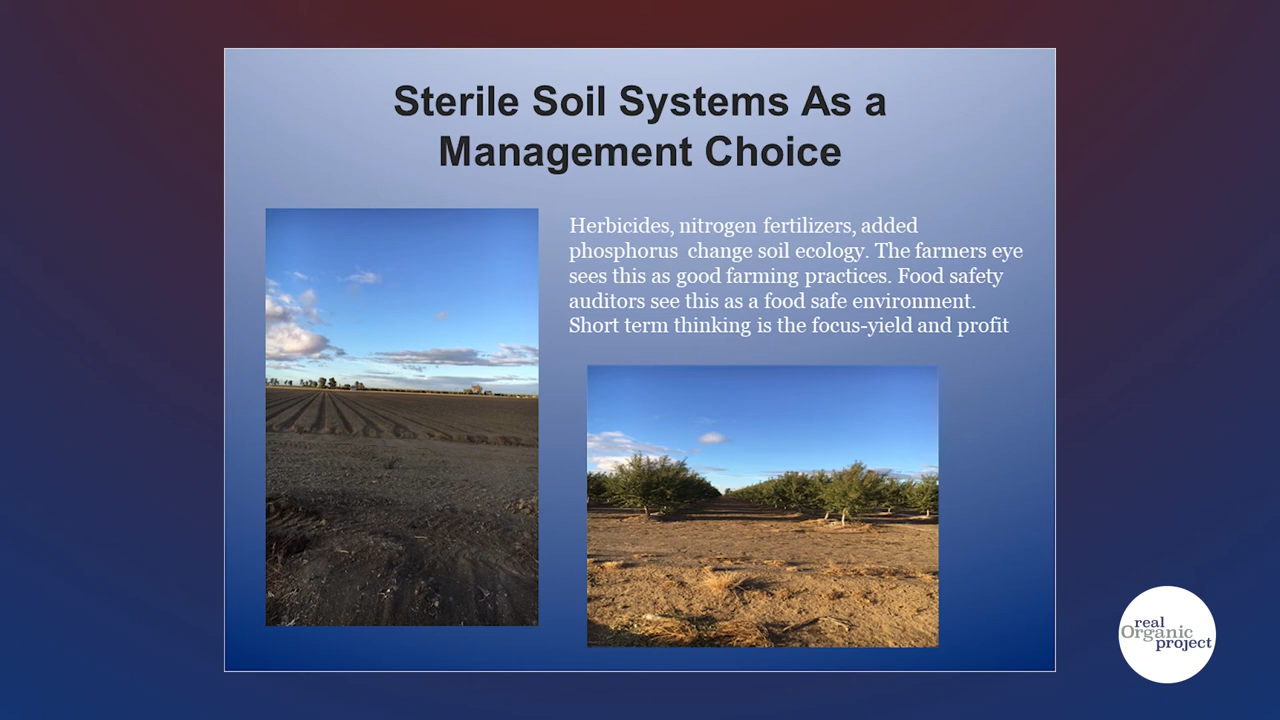 Sterile Soil Systems As a
Management Choice
Herbicides, nitrogen fertilizers, added
phosphorus  change soil ecology. The farmers eye
sees this as good farming practices. Food safety
auditors see this as a food safe environment.
Short term thinking is the focus-yield and profit
real
Organic
project